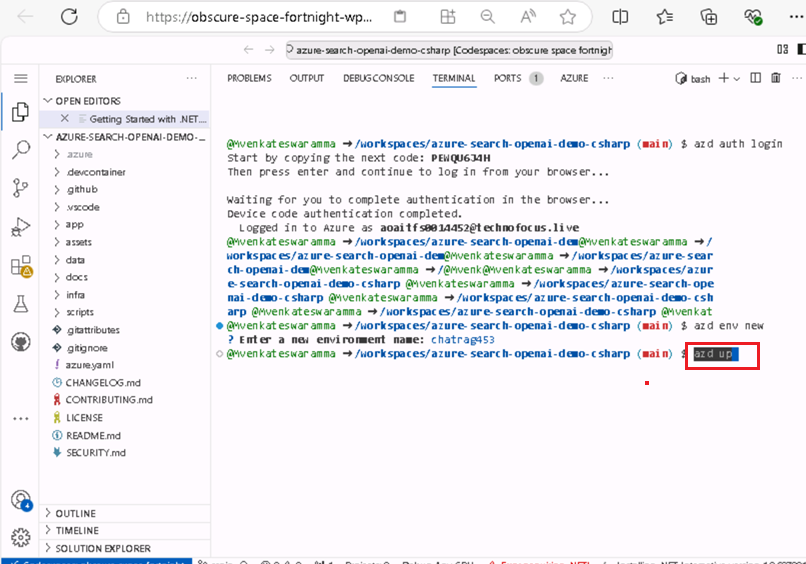 https://obscure-space-fortnight-wp...
azure-search-openai-demo-csharp [Codespaces: obscure space fortnigh
EXPLORER
PROBLEMS OUTPUT DEBUG CONSOLE TERMINAL PORTS 1 AZURE ... bash
OPEN EDITORS
Getting Started with .NET....
AZURE-SEARCH-OPENAI-DEMO-...
.azure
.devcontainer
.github
.vscode
app
assets
data
docs
infra
scripts
.gitattributes
.gitignore
azure.yaml
CHANGELOG.md
CONTRIBUTING.md
LICENSE
README.md
SECURITY.md
OUTLINE
TIMELINE
SOLUTION EXPLORER
@Mvenkateswaramma ➜ /workspaces/azure-search-openai-demo-csharp (main) $ azd auth login
Start by copying the next code: PEWQU634H
Then press enter and continue to log in from your browser...
Waiting for you to complete authentication in the browser...
Device code authentication completed.
Logged in to Azure as aoaitfs0014452@technofocus.live
@Mvenkateswaramma ➜ /workspaces/azure-search-openai-dem@Mvenkateswaramma ➜ /
workspaces/azure-search-openai-dem@Mvenkateswaramma ➜ /workspaces/azure-sear
ch-openai-dem@Mvenkateswaramma ➜ /@Mvenk@Mvenkateswaramma ➜ /workspaces/azur
e-search-openai-demo-csharp @Mvenkateswaramma ➜ /workspaces/azure-search-ope
nai-demo-csharp @Mvenkateswaramma ➜ /workspaces/azure-search-openai-demo-csh
arp @Mvenkateswaramma ➜ /workspaces/azure-search-openai-demo-csharp @Mvenkat
@Mvenkateswaramma ➜ /workspaces/azure-search-openai-demo-csharp (main) $ azd env new
? Enter a new environment name: chatrag453
@Mvenkateswaramma ➜ /workspaces/azure-search-openai-demo-csharp (main) $ azd up